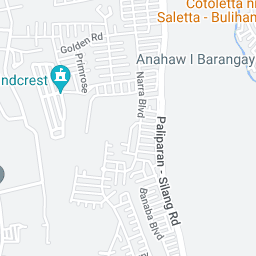 Cotoletta ni
Saletta - Bulihan
Golden Rd
Anahaw I Barangay
Primrose
ndcrest
Narra Blvd
Paliparan - Silang Rd
Banaba Blvd